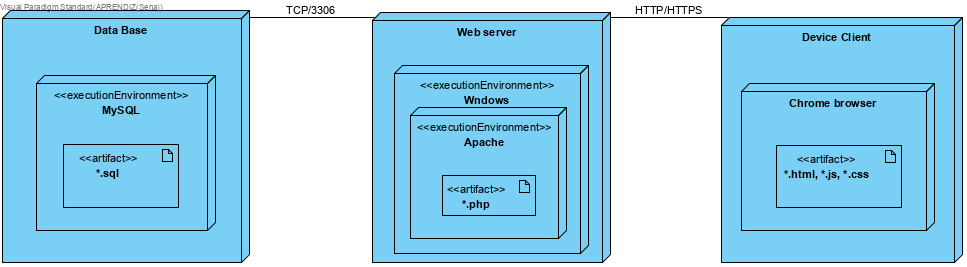 Visual Paradigm Standard(APRENDIZ(Sena))
TCP/3306
HTTP/HTTPS
Data Base
<<executionEnvironment>>
MySQL
<<artifact>>
*.sql
Web server
<<executionEnvironment>>
Wndows
<<executionEnvironment>>
Apache
<<artifact>>
*.php
Device Client
Chrome browser
<<artifact>>
*.html, *.js, *.css